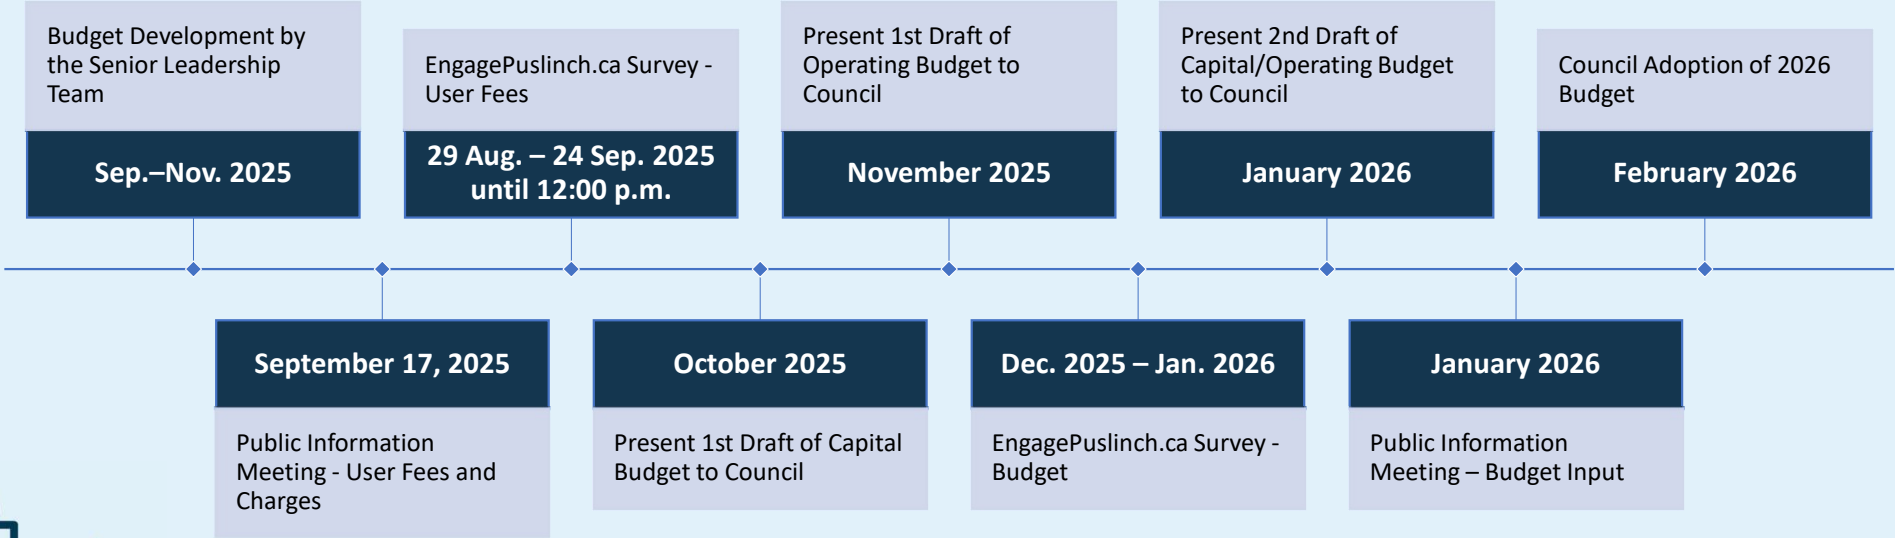 Budget Development by
the Senior Leadership
Team
Sep.–Nov. 2025
September 17, 2025
Public Information
Meeting - User Fees and
Charges
EngagePuslinch.ca Survey -
User Fees
29 Aug. – 24 Sep. 2025
until 12:00 p.m.
October 2025
Present 1st Draft of Capital
Budget to Council
Present 1st Draft of
Operating Budget to
Council
November 2025
Dec. 2025 – Jan. 2026
EngagePuslinch.ca Survey -
Budget
Present 2nd Draft of
Capital/Operating Budget
to Council
January 2026
January 2026
Public Information
Meeting – Budget Input
Council Adoption of 2026
Budget
February 2026